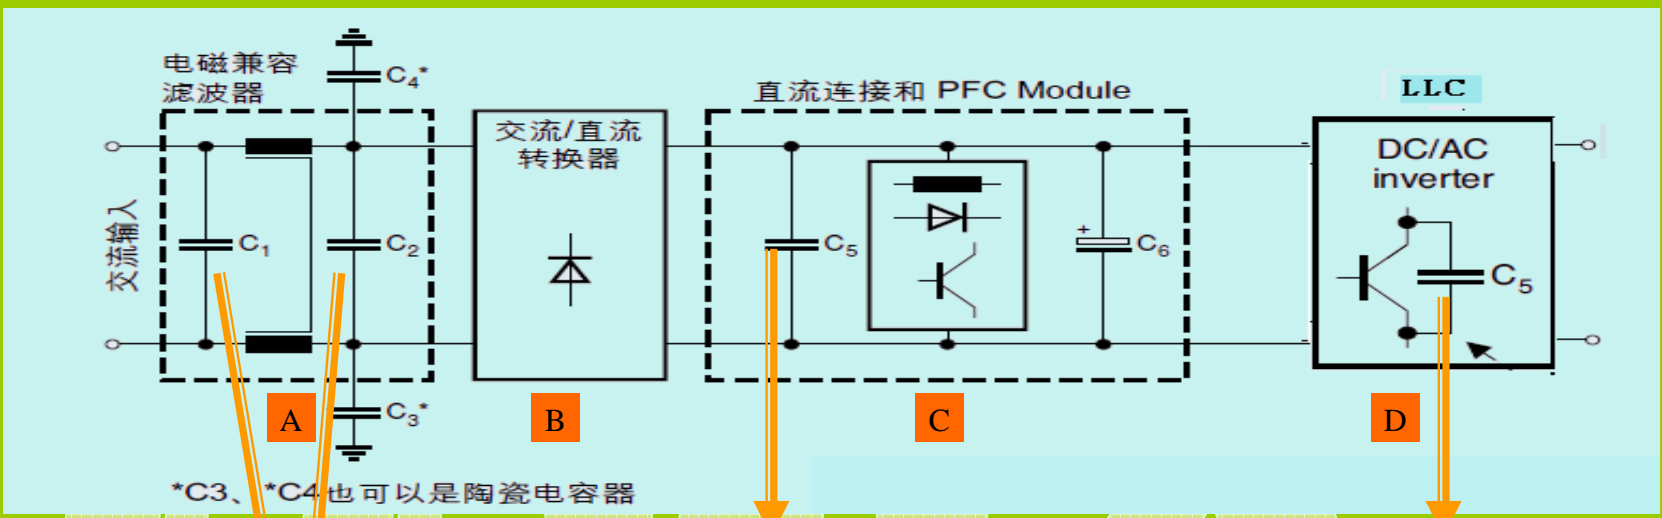 电磁兼容
滤波器
C4*
直流连接和 PFC Module
LLC
交流/直流
转换器
DC/AC
inverter
交流输入
C1
C2
C5
+
C6
C5
A
B
C
D
C3*
*C3、*C4也可以是陶瓷电容器